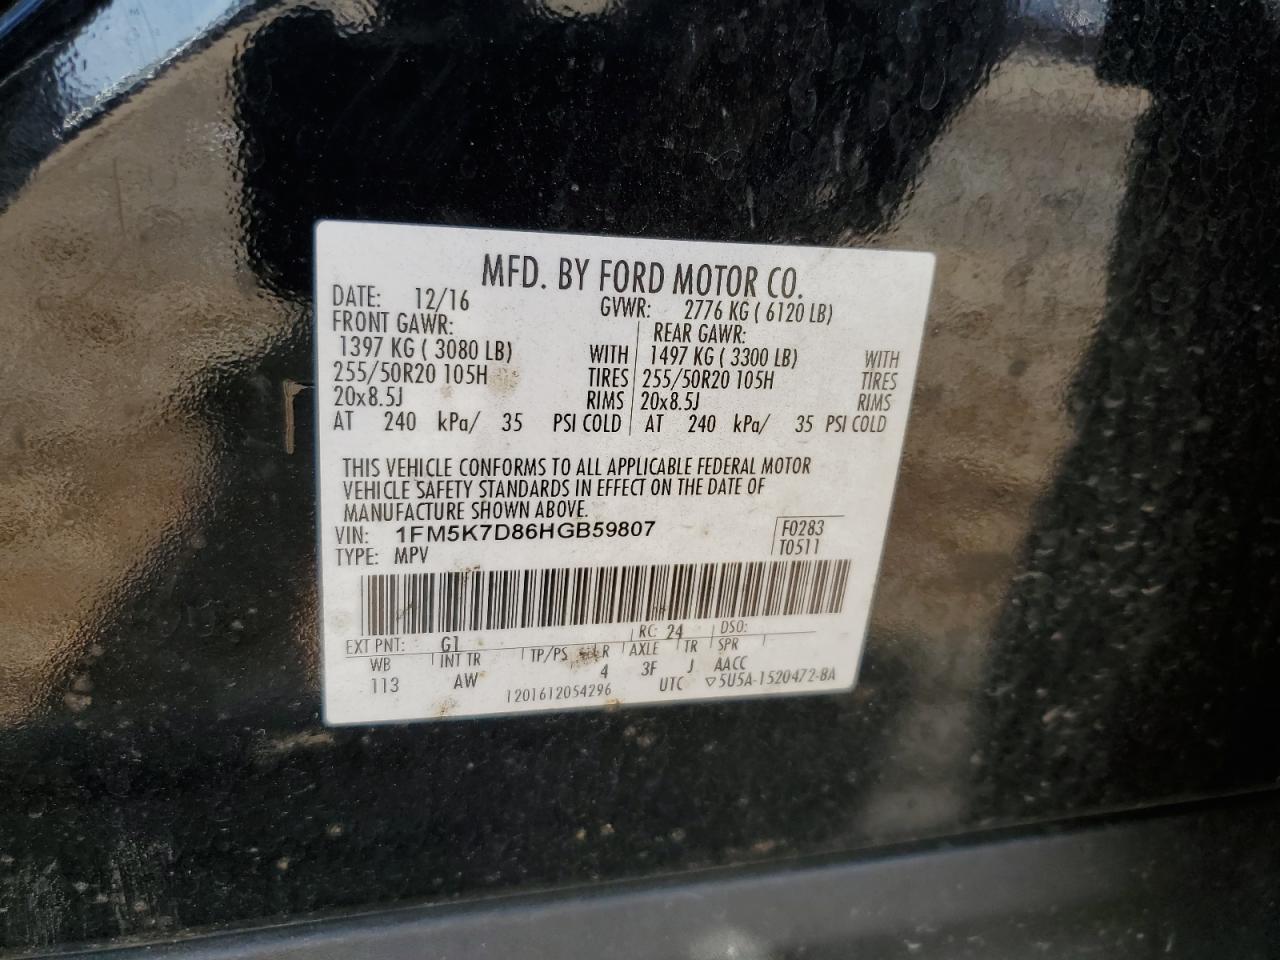 MFD. BY FORD MOTOR CO.
DATE: 12/16 GVWR: 2776 KG ( 6120 LB)
FRONT GAWR: REAR GAWR:
1397 KG ( 3080 LB) WITH 1497 KG ( 3300 LB) WITH
255/50R20 105H TIRES 255/50R20 105H TIRES
20x8.5J RIMS 20x8.5J RIMS
AT 240 kPa/ 35 PSI COLD AT 240 kPa/ 35 PSI COLD
THIS VEHICLE CONFORMS TO ALL APPLICABLE FEDERAL MOTOR
VEHICLE SAFETY STANDARDS IN EFFECT ON THE DATE OF
MANUFACTURE SHOWN ABOVE.
VIN: 1FM5K7D86HGB59807 F0283
TYPE: MPV T0511
EXT PNT: G1 RC: 24 DSO:
WB INT TR TP/PS R AXLE TR SPR
113 AW 4 3F J AACC
1201612054296 UTC ▽5U5A-1520472-BA